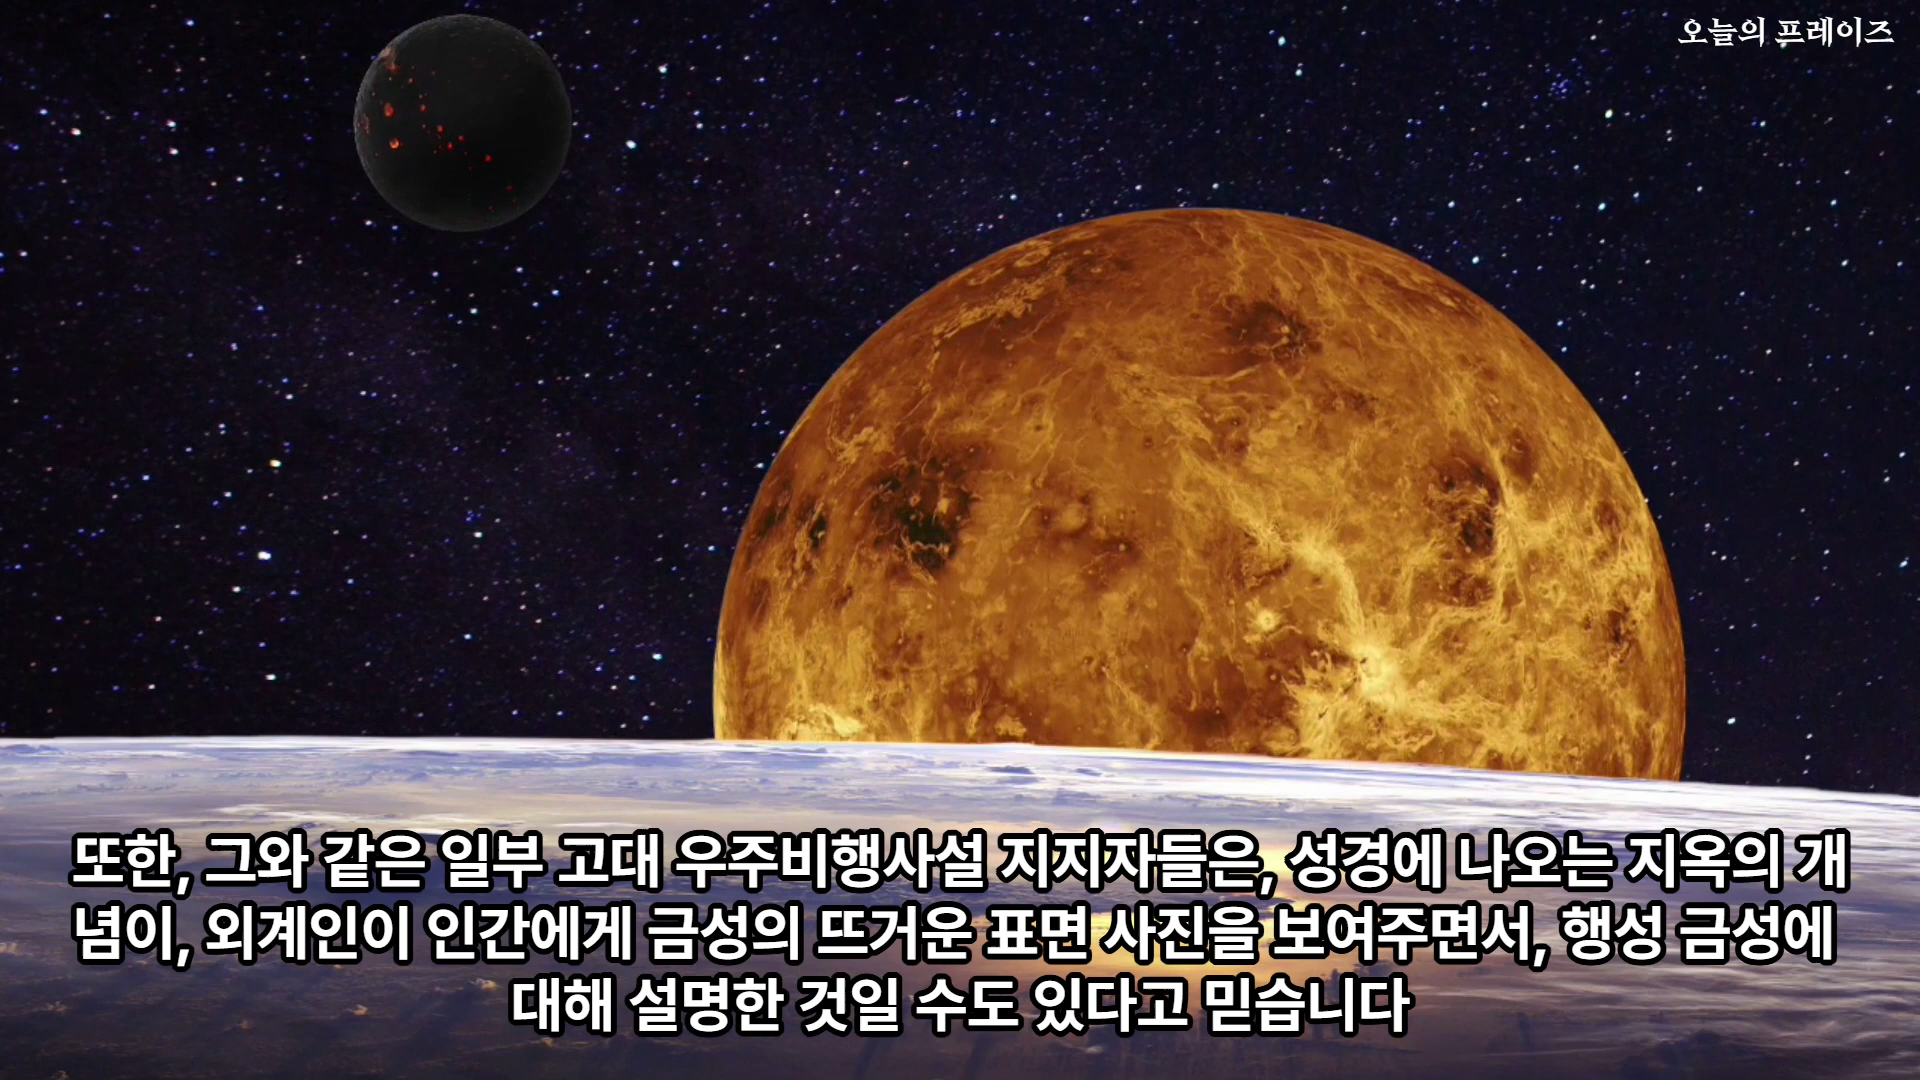 오늘의 프레이즈
또한, 그와 같은 일부 고대 우주비행사설 지지자들은, 성경에 나오는 지옥의 개
념이, 외계인이 인간에게 금성의 뜨거운 표면 사진을 보여주면서, 행성 금성에
대해 설명한 것일 수도 있다고 믿습니다